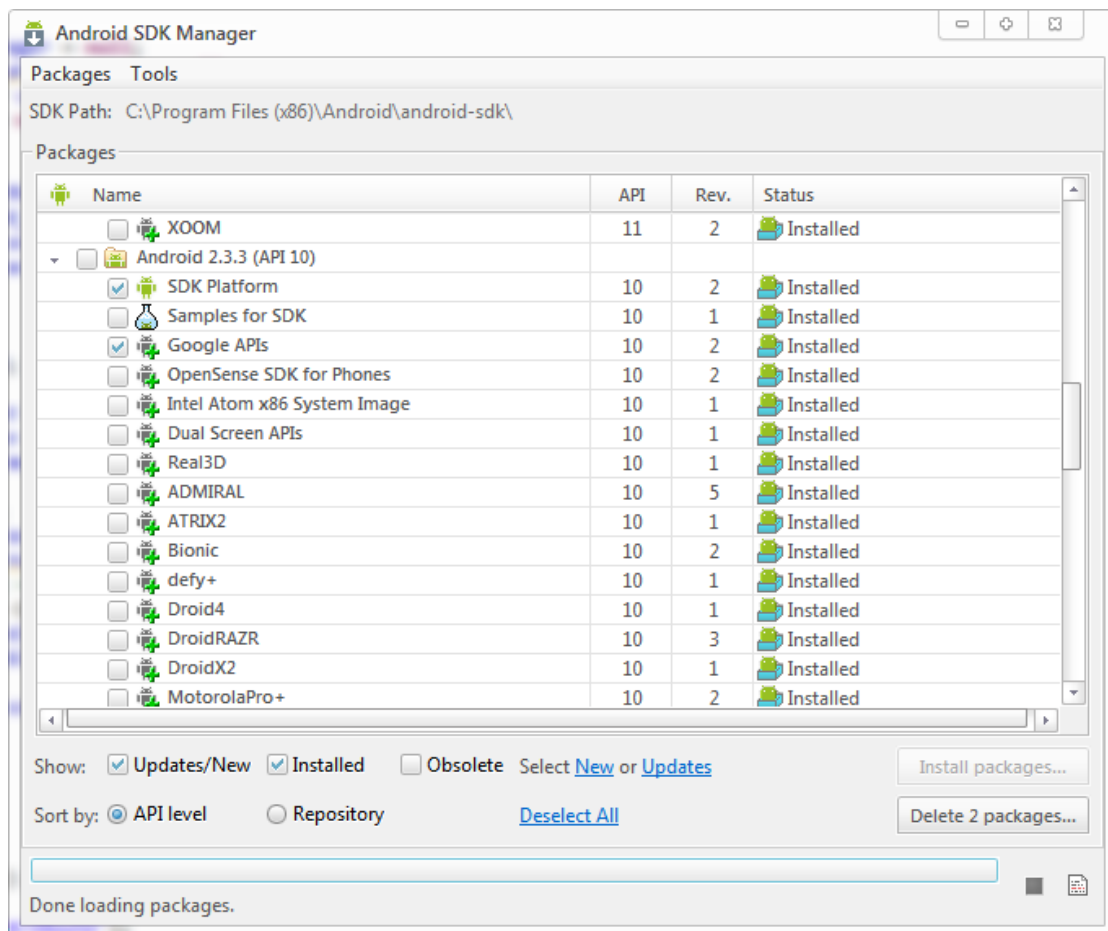 Android SDK Manager
Packages Tools
SDK Path: C:\Program Files (x86)\Android\android-sdk\
Packages
Name API Rev. Status
XOOM 11 2 Installed
Android 2.3.3 (API 10)
SDK Platform 10 2 Installed
Samples for SDK 10 1 Installed
Google APIs 10 2 Installed
OpenSense SDK for Phones 10 2 Installed
Intel Atom x86 System Image 10 1 Installed
Dual Screen APIs 10 1 Installed
Real3D 10 1 Installed
ADMIRAL 10 5 Installed
ATRIX2 10 1 Installed
Bionic 10 2 Installed
defy+ 10 1 Installed
Droid4 10 1 Installed
DroidRAZR 10 3 Installed
DroidX2 10 1 Installed
MotorolaPro+ 10 2 Installed
Show: Updates/New Installed Obsolete Select New or Updates Install packages...
Sort by: API level Repository Deselect All Delete 2 packages...
Done loading packages.